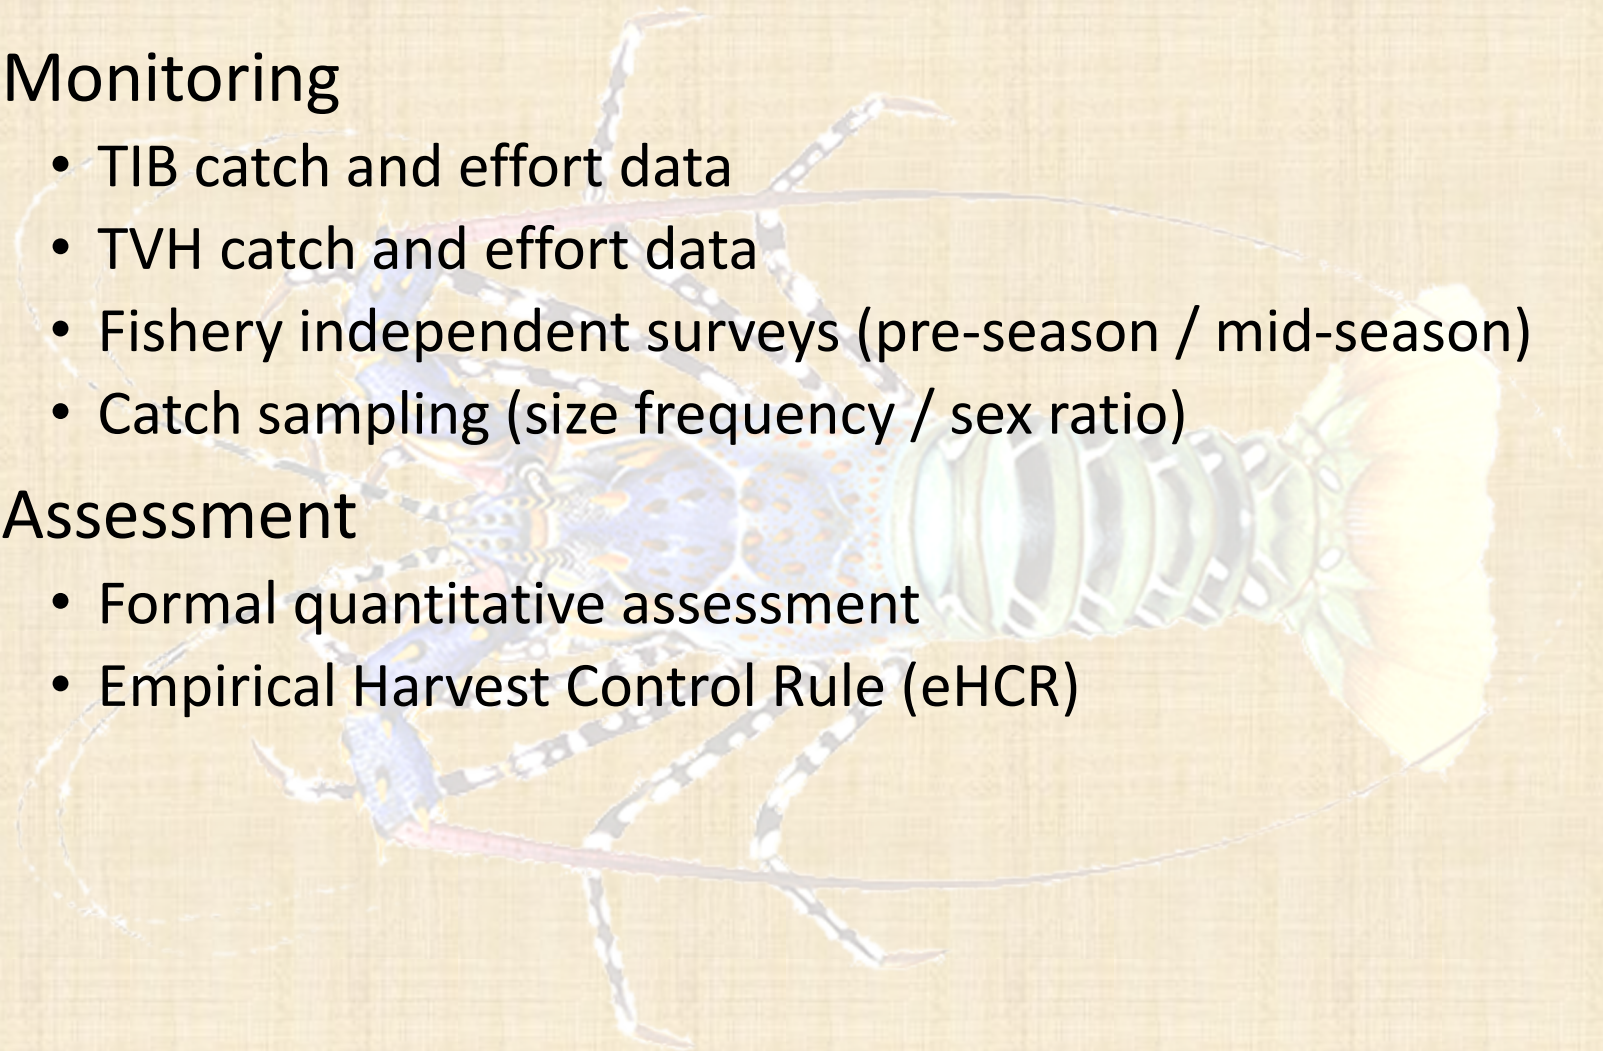 Monitoring
• TIB catch and effort data
• TVH catch and effort data
• Fishery independent surveys (pre-season / mid-season)
• Catch sampling (size frequency / sex ratio)
Assessment
• Formal quantitative assessment
• Empirical Harvest Control Rule (eHCR)